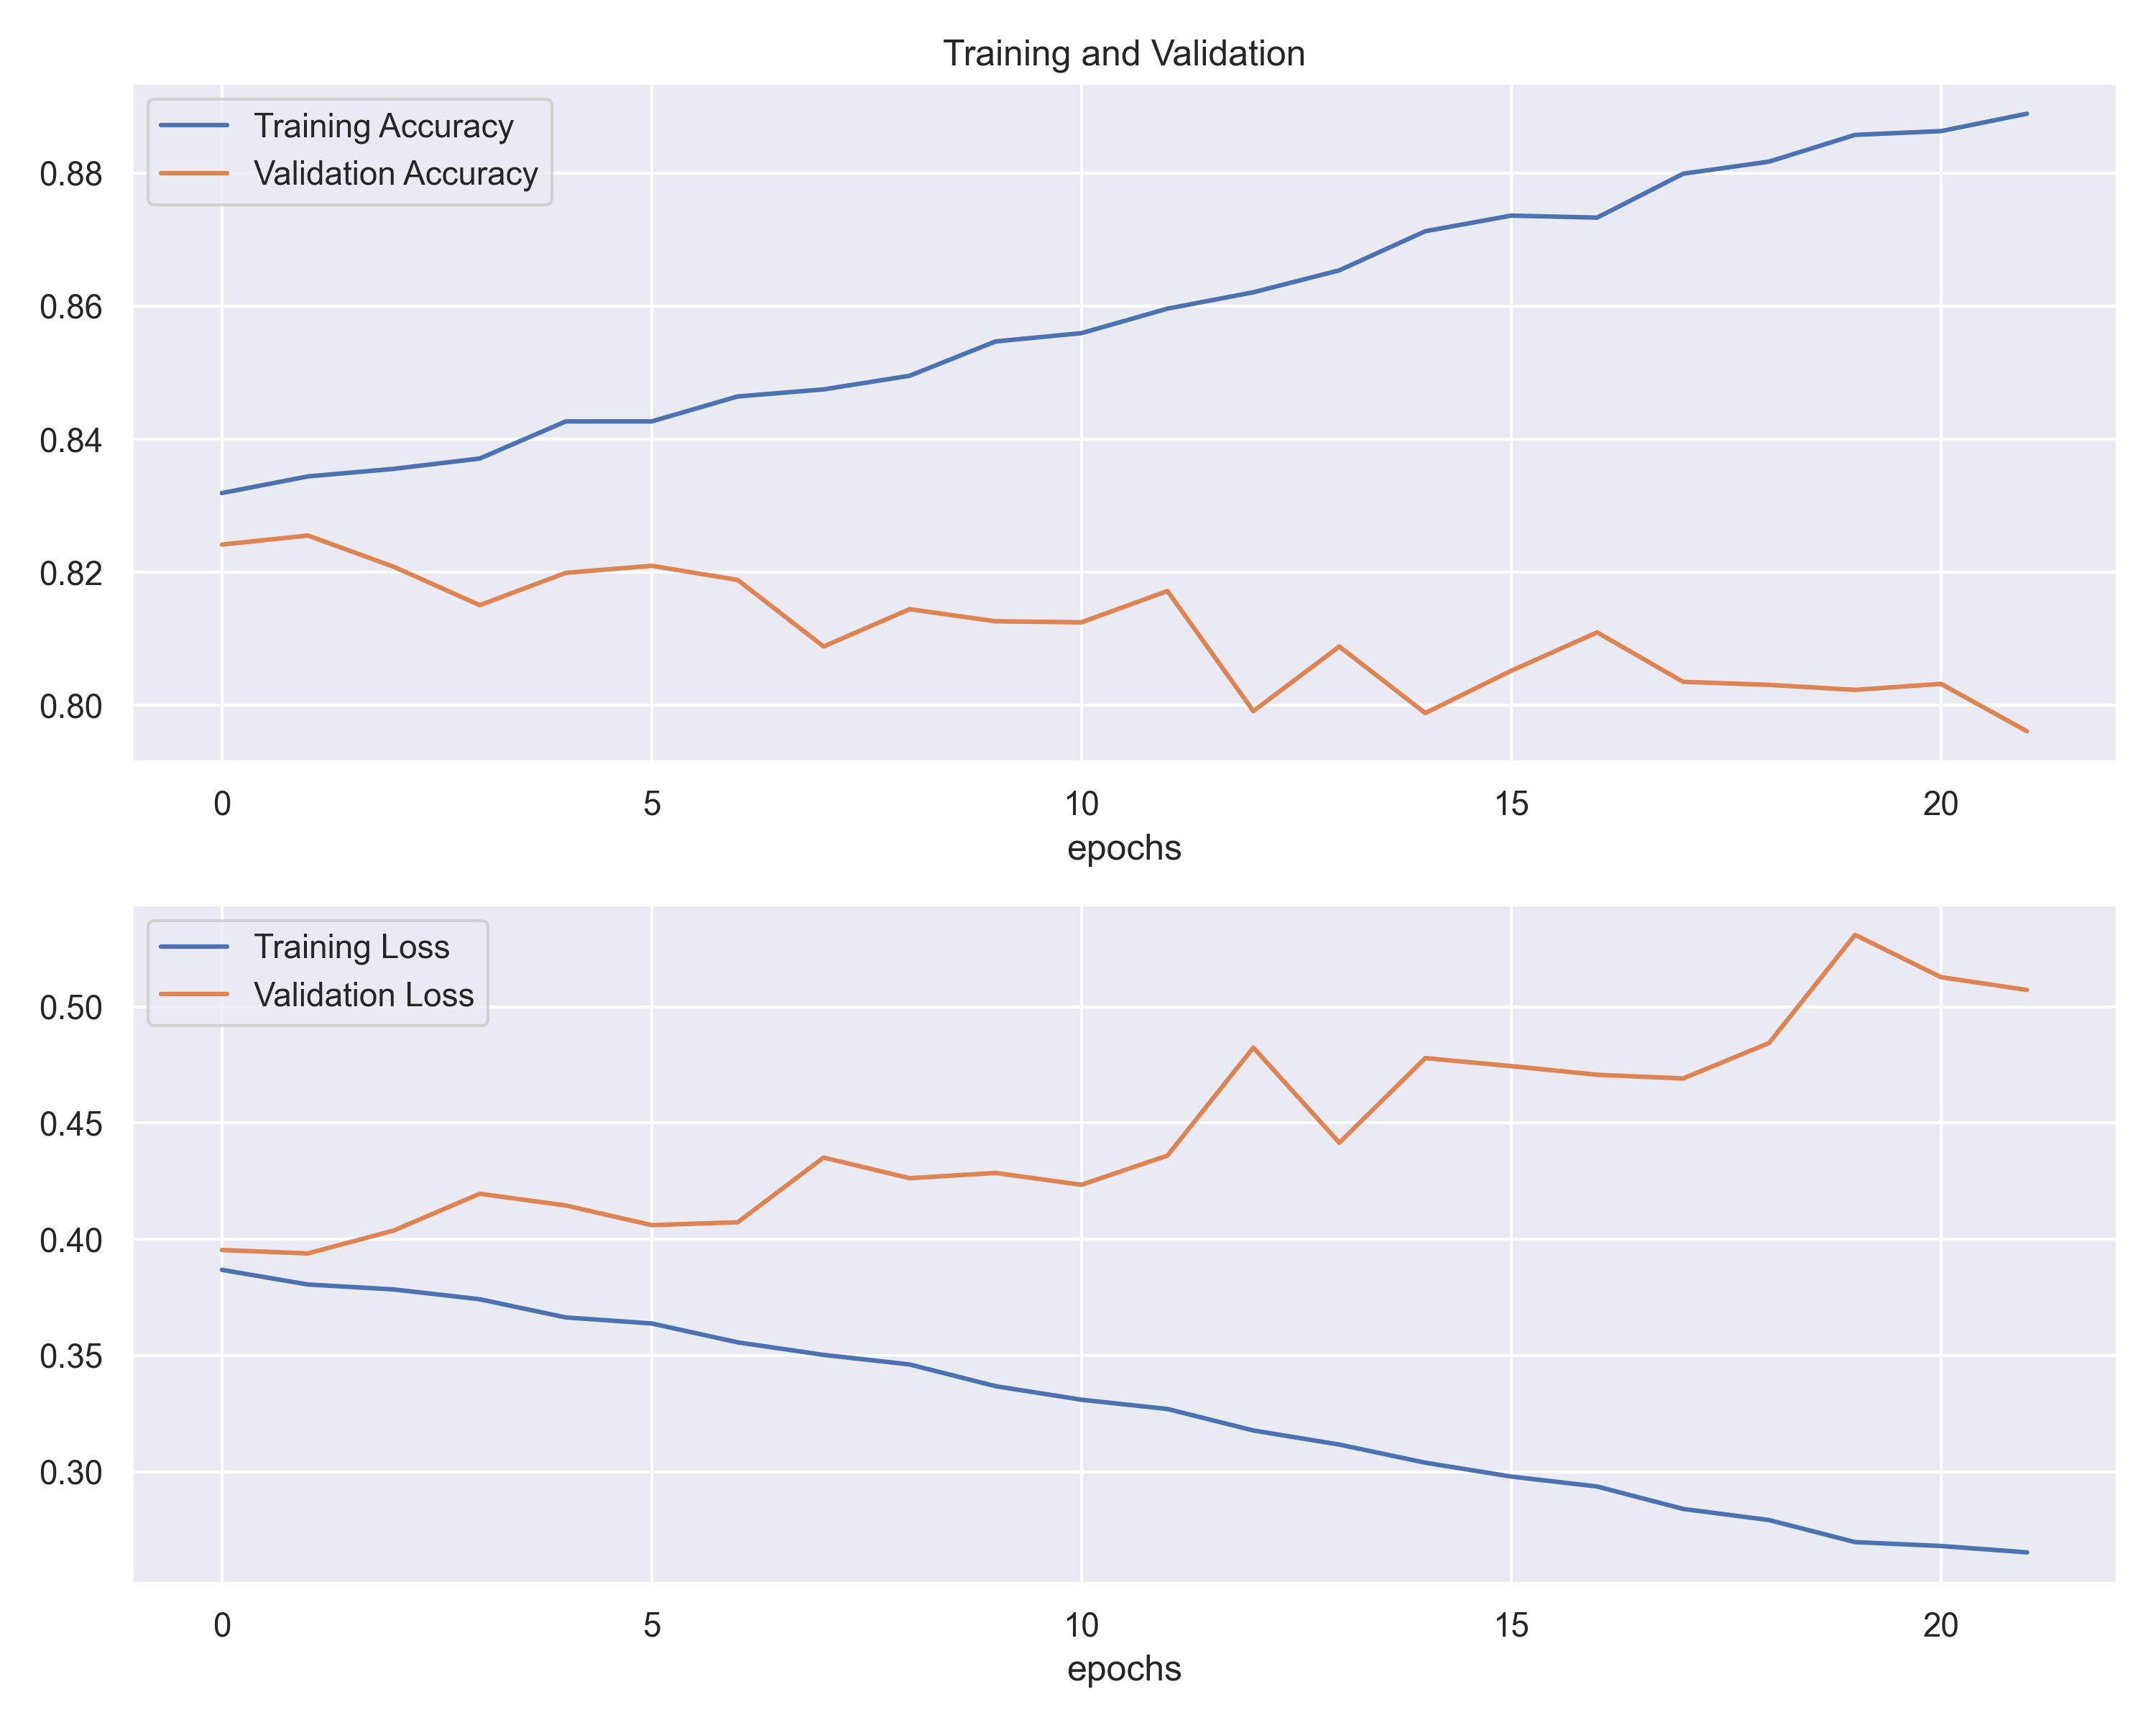 Training and Validation
Training Accuracy
Validation Accuracy
0.88
0.86
0.84
0.82
0.80
0 5 10 15 20
epochs
Training Loss
Validation Loss
0.50
0.45
0.40
0.35
0.30
0 5 10 15 20
epochs